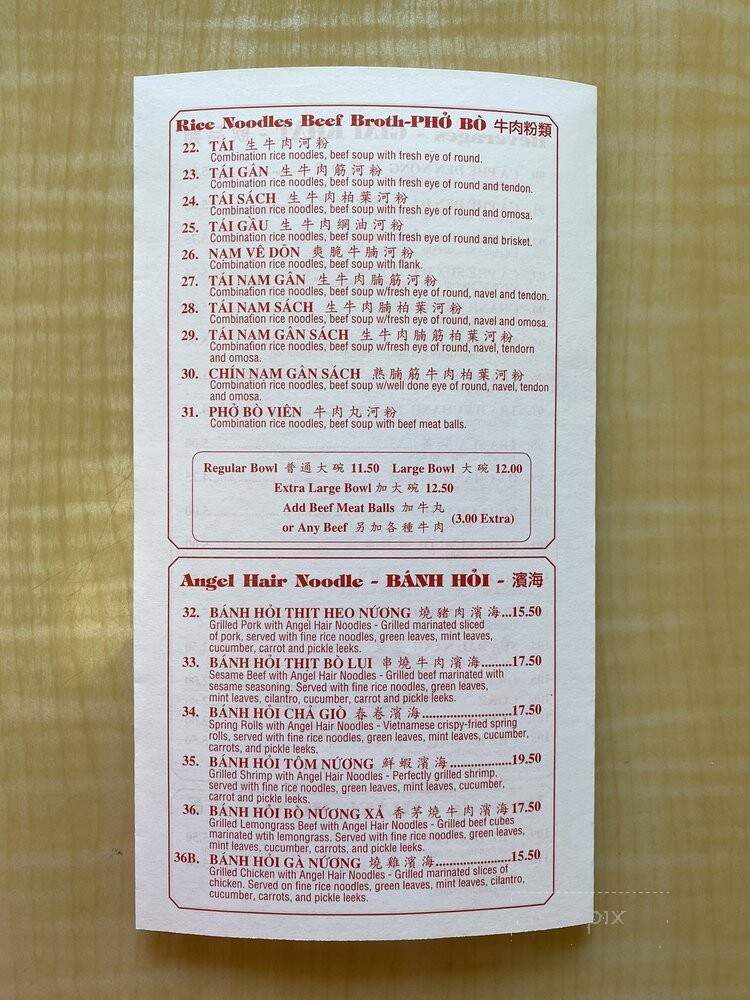 Rice Noodles Beef Broth-PHỞ BÒ 牛肉粉類
22. TÁI 生牛肉河粉
Combination rice noodles, beef soup with fresh eye of round.
23. TÁI GÂN 生牛肉筋河粉
Combination rice noodles, beef soup with fresh eye of round and tendon.
24. TÁI SÁCH 生牛肉柏葉河粉
Combination rice noodles, beef soup with fresh eye of round and omosa.
25. TÁI GẦU 生牛肉網油河粉
Combination rice noodles, beef soup with fresh eye of round and brisket.
26. NẠM VÈ DÒN 爽脆牛腩河粉
Combination rice noodles, beef soup with flank.
27. TÁI NAM GÂN 生牛肉腩筋河粉
Combination rice noodles, beef soup w/fresh eye of round, navel and tendon.
28. TÁI NAM SÁCH 生牛肉腩柏葉河粉
Combination rice noodles, beef soup w/fresh eye of round, navel and omosa.
29. TÁI NAM GÂN SÁCH 生牛肉腩筋柏葉河粉
Combination rice noodles, beef soup w/fresh eye of round, navel, tendorn
and omosa.
30. CHÍN NAM GÂN SÁCH 熟腩筋牛肉柏葉河粉
Combination rice noodles, beef soup w/well done eye of round, navel, tendon
and omosa.
31. PHỞ BÒ VIÊN 牛肉丸河粉
Combination rice noodles, beef soup with beef meat balls.
Regular Bowl 普通大碗 11.50 Large Bowl 大碗 12.00
Extra Large Bowl 加大碗 12.50
Add Beef Meat Balls 加牛丸
or Any Beef 另加各種牛肉 (3.00 Extra)
Angel Hair Noodle - BÁNH HỎI - 濱海
32. BÁNH HỎI THỊT HEO NƯỚNG 燒豬肉濱海...15.50
Grilled Pork with Angel Hair Noodles - Grilled marinated sliced
of pork, served with fine rice noodles, green leaves, mint leaves,
cucumber, carrot and pickle leeks.
33. BÁNH HỎI THỊT BÒ LUI 串燒牛肉濱海.........17.50
Sesame Beef with Angel Hair Noodles - Grilled beef marinated with
sesame seasoning. Served with fine rice noodles, green leaves,
mint leaves, cilantro, cucumber, carrot and pickle leeks.
34. BÁNH HỎI CHẢ GIÒ 春卷濱海...........................17.50
Spring Rolls with Angel Hair Noodles - Vietnamese crispy-fried spring
rolls, served with fine rice noodles, green leaves, mint leaves, cucumber,
carrots, and pickle leeks.
35. BÁNH HỎI TÔM NƯỚNG 鮮蝦濱海..................19.50
Grilled Shrimp with Angel Hair Noodles - Perfectly grilled shrimp,
served with fine rice noodles, green leaves, mint leaves, cucumber,
carrot and pickle leeks.
36. BÁNH HỎI BÒ NƯỚNG XẢ 香茅燒牛肉濱海17.50
Grilled Lemongrass Beef with Angel Hair Noodles - Grilled beef cubes
marinated wtih lemongrass. Served with fine rice noodles, green leaves,
mint leaves, cucumber, carrots, and pickle leeks.
36B. BÁNH HỎI GÀ NƯỚNG 燒雞濱海.....................15.50
Grilled Chicken with Angel Hair Noodles - Grilled marinated slices of
chicken. Served on fine rice noodles, green leaves, mint leaves, cilantro,
cucumber, carrots, and pickle leeks.